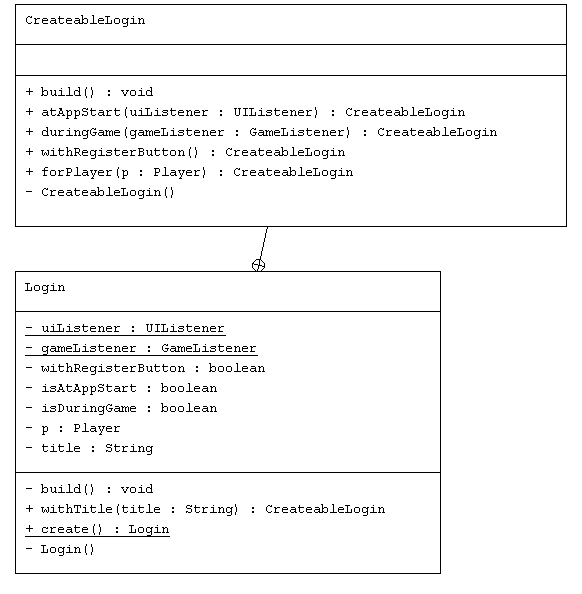 CreateableLogin
+ build() : void
+ atAppStart(uiListener : UIListener) : CreateableLogin
+ duringGame(gameListener : GameListener) : CreateableLogin
+ withRegisterButton() : CreateableLogin
+ forPlayer(p : Player) : CreateableLogin
- CreateableLogin()
Login
- uiListener : UIListener
- gameListener : GameListener
- withRegisterButton : boolean
- isAtAppStart : boolean
- isDuringGame : boolean
- p : Player
- title : String
- build() : void
+ withTitle(title : String) : CreateableLogin
+ create() : Login
- Login()